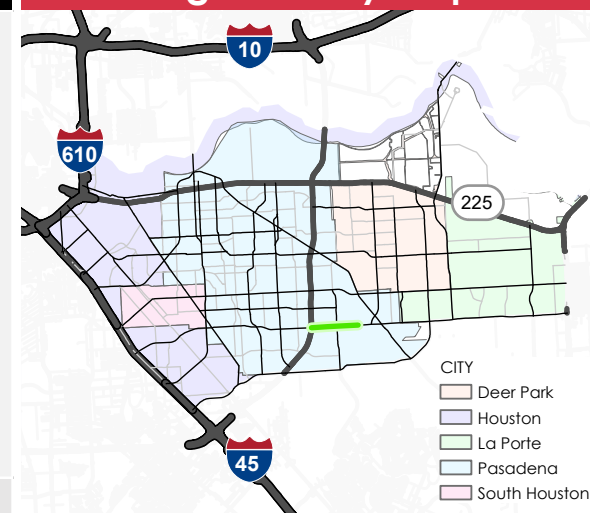 10
610
225
CITY
Deer Park
Houston
La Porte
Pasadena
South Houston
45